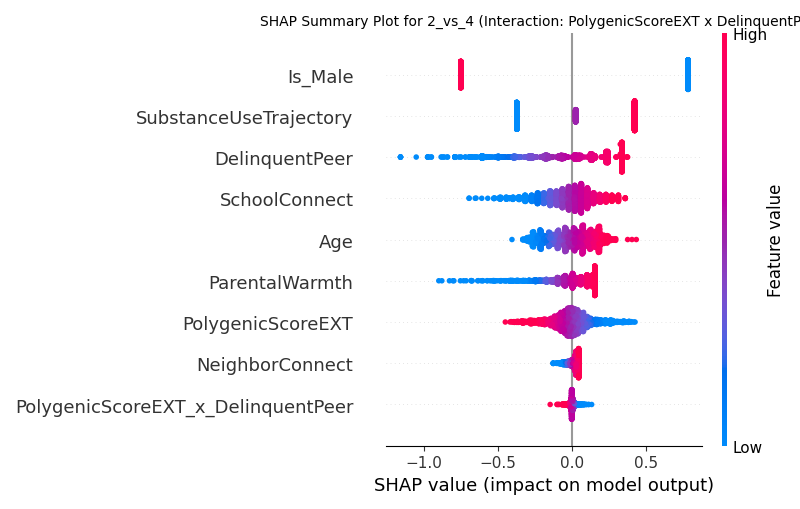 SHAP Summary Plot for 2_vs_4 (Interaction: PolygenicScoreEXT x DelinquentP
High
Is_Male
SubstanceUseTrajectory
DelinquentPeer
SchoolConnect
Age
ParentalWarmth
PolygenicScoreEXT
NeighborConnect
PolygenicScoreEXT_x_DelinquentPeer
Feature value
Low
−1.0 −0.5 0.0 0.5
SHAP value (impact on model output)